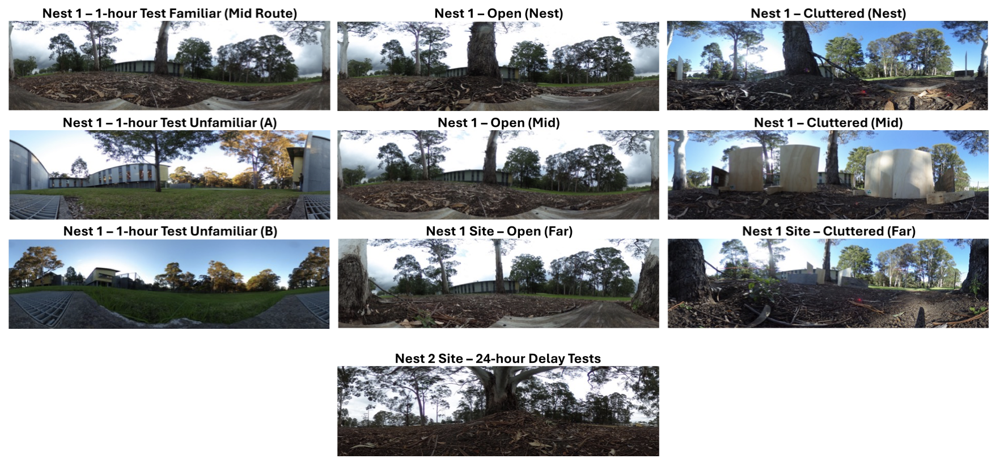 Nest 1 – 1-hour Test Familiar (Mid Route)
Nest 1 – Open (Nest)
Nest 1 – Cluttered (Nest)
Nest 1 – 1-hour Test Unfamiliar (A)
Nest 1 – Open (Mid)
Nest 1 – Cluttered (Mid)
Nest 1 – 1-hour Test Unfamiliar (B)
Nest 1 Site – Open (Far)
Nest 1 Site – Cluttered (Far)
Nest 2 Site – 24-hour Delay Tests